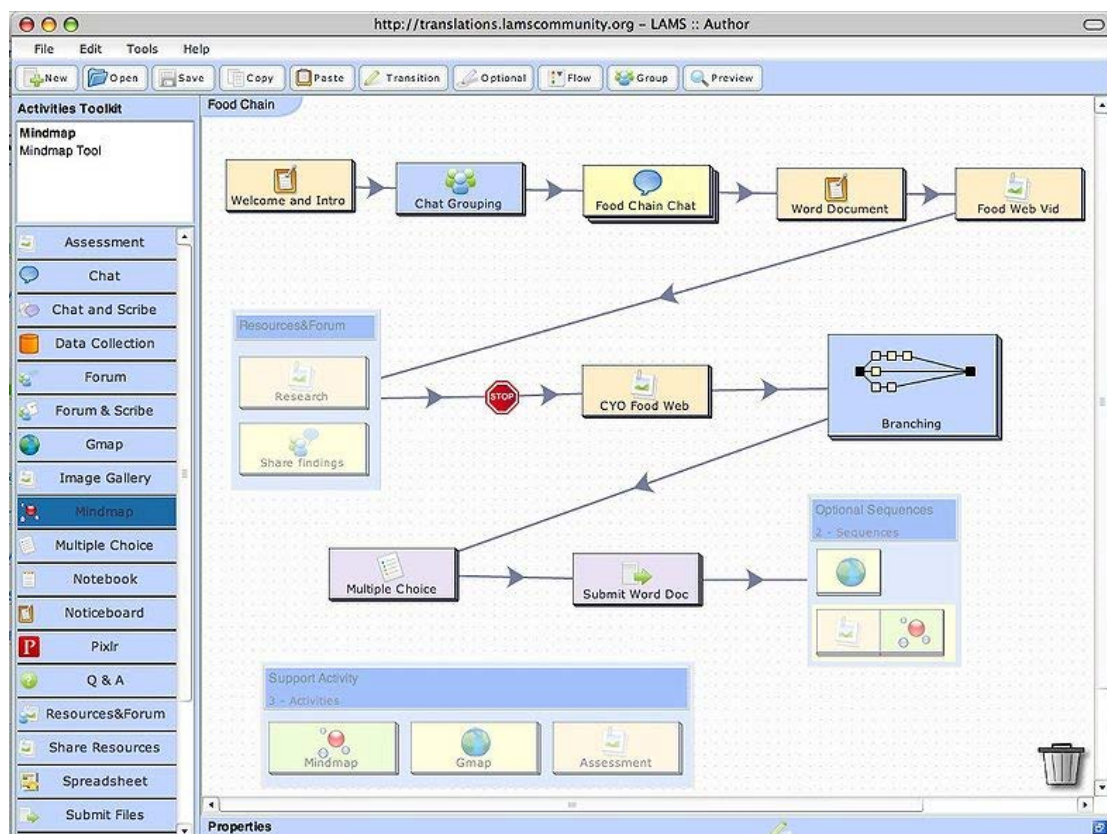 http://translations.lamscommunity.org - LAMS :: Author
File Edit Tools Help
New Open Save Copy Paste Transition Optional Flow Group Preview
Activities Toolkit
Mindmap
Mindmap Tool
Assessment
Chat
Chat and Scribe
Data Collection
Forum
Forum & Scribe
Gmap
Image Gallery
Mindmap
Multiple Choice
Notebook
Noticeboard
P Pixlr
Q & A
Resources&Forum
Share Resources
Spreadsheet
Submit Files
Food Chain
Welcome and Intro
Chat Grouping
Food Chain Chat
Word Document
Food Web Vid
Resources&Forum
Research
Share findings
STOP
CYO Food Web
Branching
Multiple Choice
Submit Word Doc
Optional Sequences
2 - Sequences
Support Activity
3 - Activities
Mindmap
Gmap
Assessment
Properties